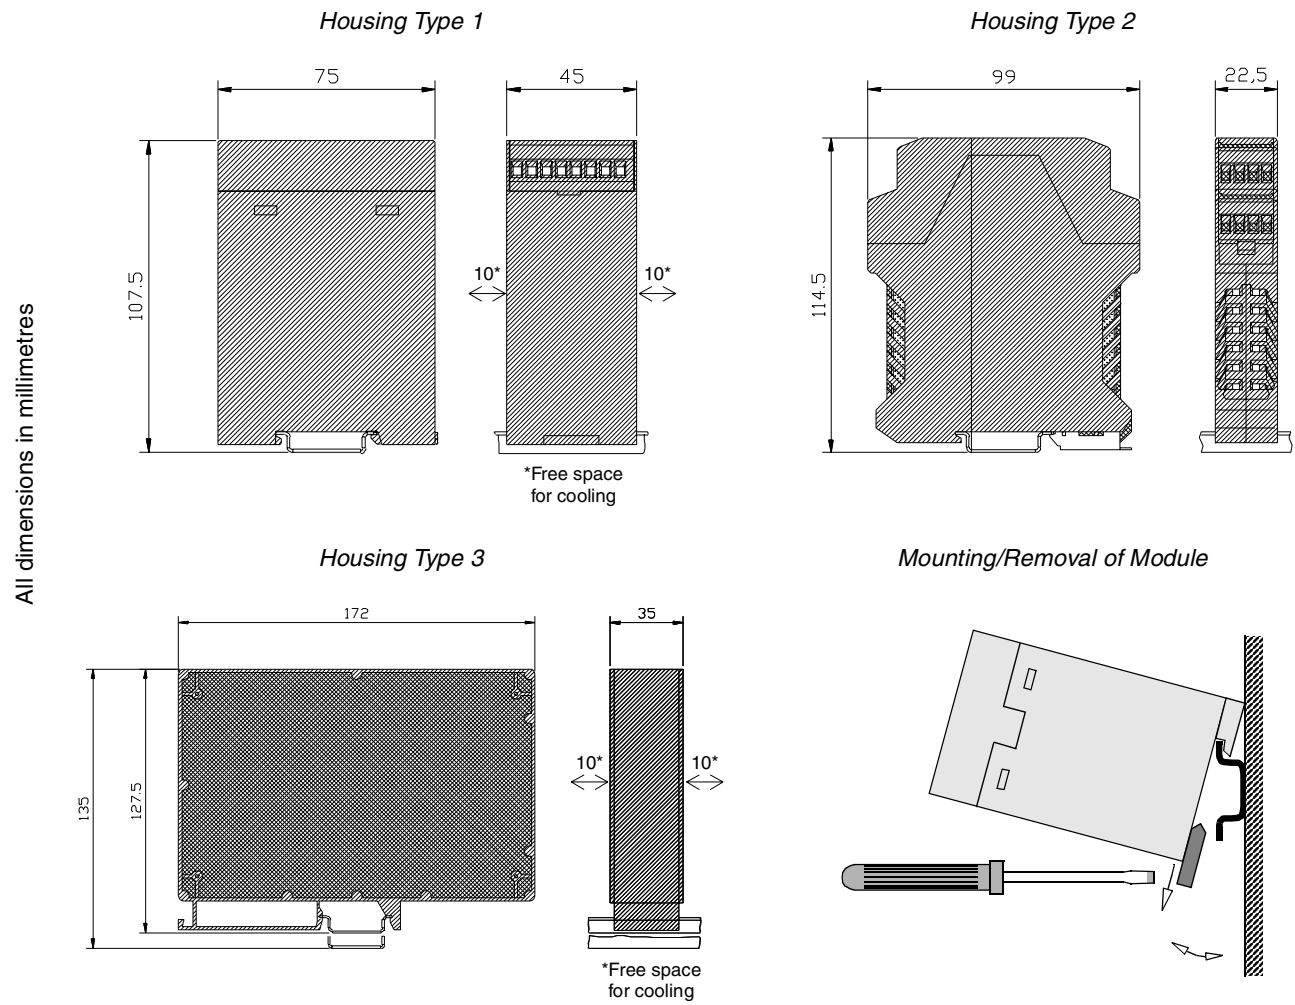 Housing Type 1
Housing Type 2
75
45
99
22,5
107.5
10*
10*
114.5
*Free space
for cooling
All dimensions in millimetres
Housing Type 3
Mounting/Removal of Module
172
35
135
127.5
10*
10*
*Free space
for cooling